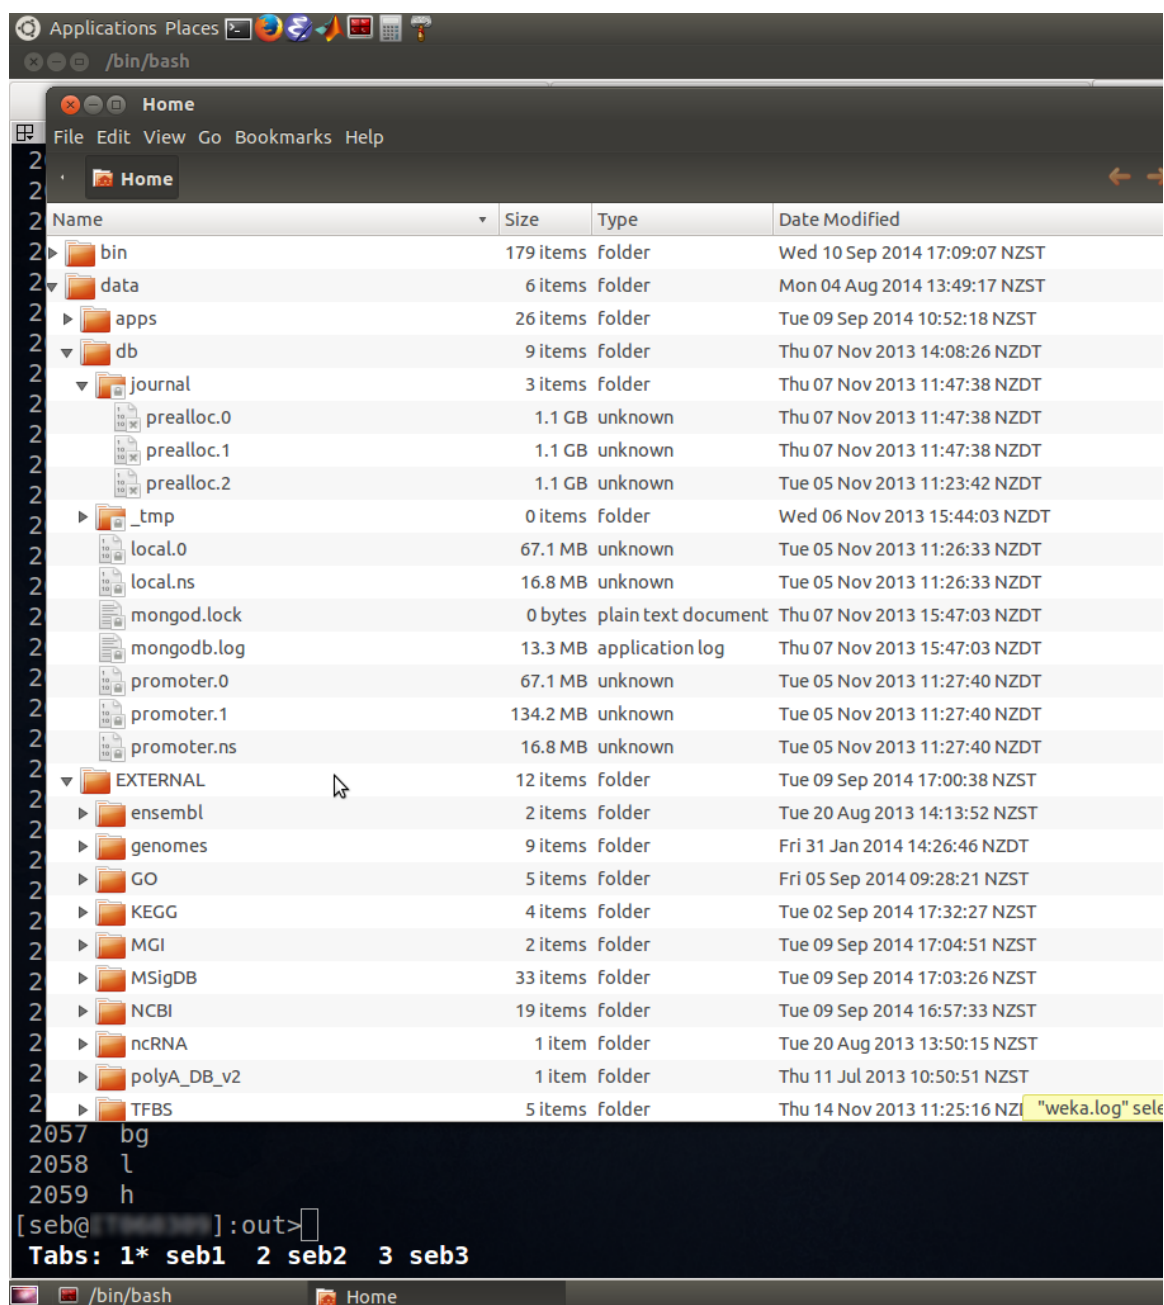 Applications Places
/bin/bash
Home
File Edit View Go Bookmarks Help
Home
Name Size Type Date Modified
bin 179 items folder Wed 10 Sep 2014 17:09:07 NZST
data 6 items folder Mon 04 Aug 2014 13:49:17 NZST
apps 26 items folder Tue 09 Sep 2014 10:52:18 NZST
db 9 items folder Thu 07 Nov 2013 14:08:26 NZDT
journal 3 items folder Thu 07 Nov 2013 11:47:38 NZDT
prealloc.0 1.1 GB unknown Thu 07 Nov 2013 11:47:38 NZDT
prealloc.1 1.1 GB unknown Thu 07 Nov 2013 11:47:38 NZDT
prealloc.2 1.1 GB unknown Tue 05 Nov 2013 11:23:42 NZDT
_tmp 0 items folder Wed 06 Nov 2013 15:44:03 NZDT
local.0 67.1 MB unknown Tue 05 Nov 2013 11:26:33 NZDT
local.ns 16.8 MB unknown Tue 05 Nov 2013 11:26:33 NZDT
mongod.lock 0 bytes plain text document Thu 07 Nov 2013 15:47:03 NZDT
mongodb.log 13.3 MB application log Thu 07 Nov 2013 15:47:03 NZDT
promoter.0 67.1 MB unknown Tue 05 Nov 2013 11:27:40 NZDT
promoter.1 134.2 MB unknown Tue 05 Nov 2013 11:27:40 NZDT
promoter.ns 16.8 MB unknown Tue 05 Nov 2013 11:27:40 NZDT
EXTERNAL 12 items folder Tue 09 Sep 2014 17:00:38 NZST
ensembl 2 items folder Tue 20 Aug 2013 14:13:52 NZST
genomes 9 items folder Fri 31 Jan 2014 14:26:46 NZDT
GO 5 items folder Fri 05 Sep 2014 09:28:21 NZST
KEGG 4 items folder Tue 02 Sep 2014 17:32:27 NZST
MGI 2 items folder Tue 09 Sep 2014 17:04:51 NZST
MSigDB 33 items folder Tue 09 Sep 2014 17:03:26 NZST
NCBI 19 items folder Tue 09 Sep 2014 16:57:33 NZST
ncRNA 1 item folder Tue 20 Aug 2013 13:50:15 NZST
polyA_DB_v2 1 item folder Thu 11 Jul 2013 10:50:51 NZST
TFBS 5 items folder Thu 14 Nov 2013 11:25:16 NZ "weka.log" sele
2057 bg
2058 l
2059 h
[seb@ ]:out>
Tabs: 1* seb1 2 seb2 3 seb3
/bin/bash Home